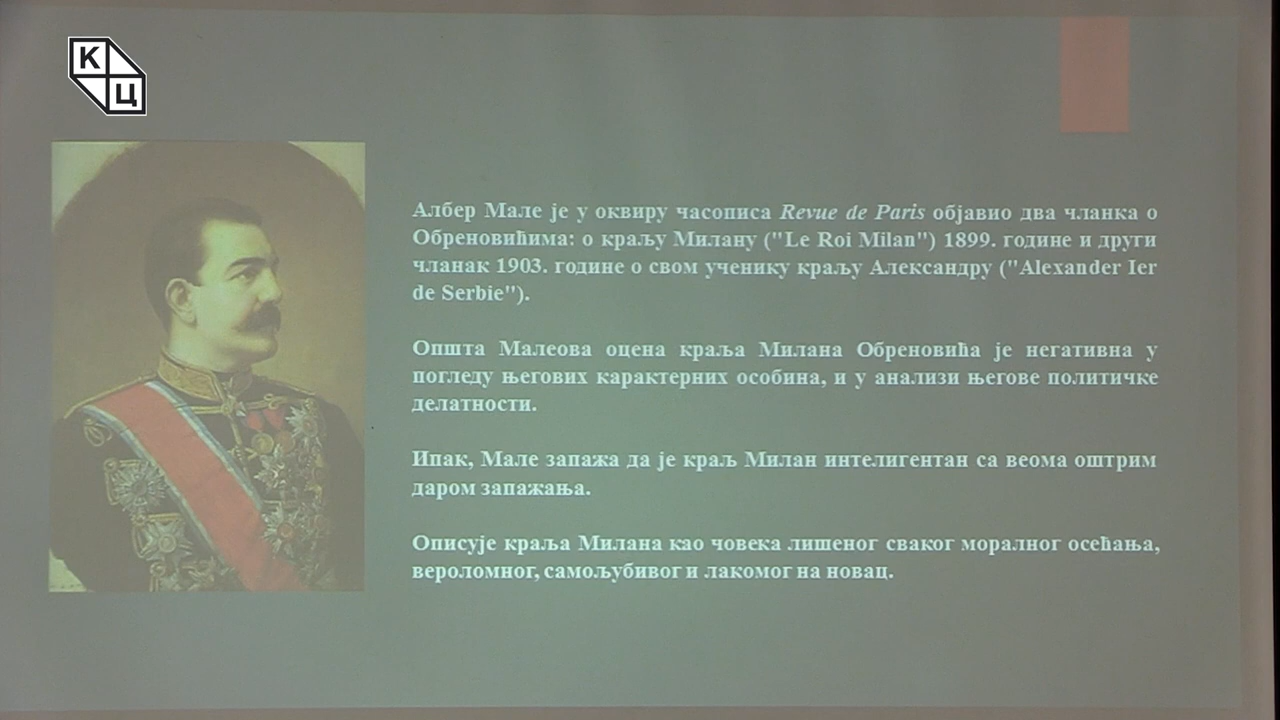 К
Ц
Албер Мале је у оквиру часописа Revue de Paris објавио два чланка о
Обреновићима: о краљу Милану ("Le Roi Milan") 1899. године и други
чланак 1903. године о свом ученику краљу Александру ("Alexander Ier
de Serbie").
Општа Малеова оцена краља Милана Обреновића је негативна у
погледу његових карактерних особина, и у анализи његове политичке
делатности.
Ипак, Мале запажа да је краљ Милан интелигентан са веома оштрим
даром запажања.
Описује краља Милана као човека лишеног сваког моралног осећања,
вероломног, самољубивог и лакомог на новац.